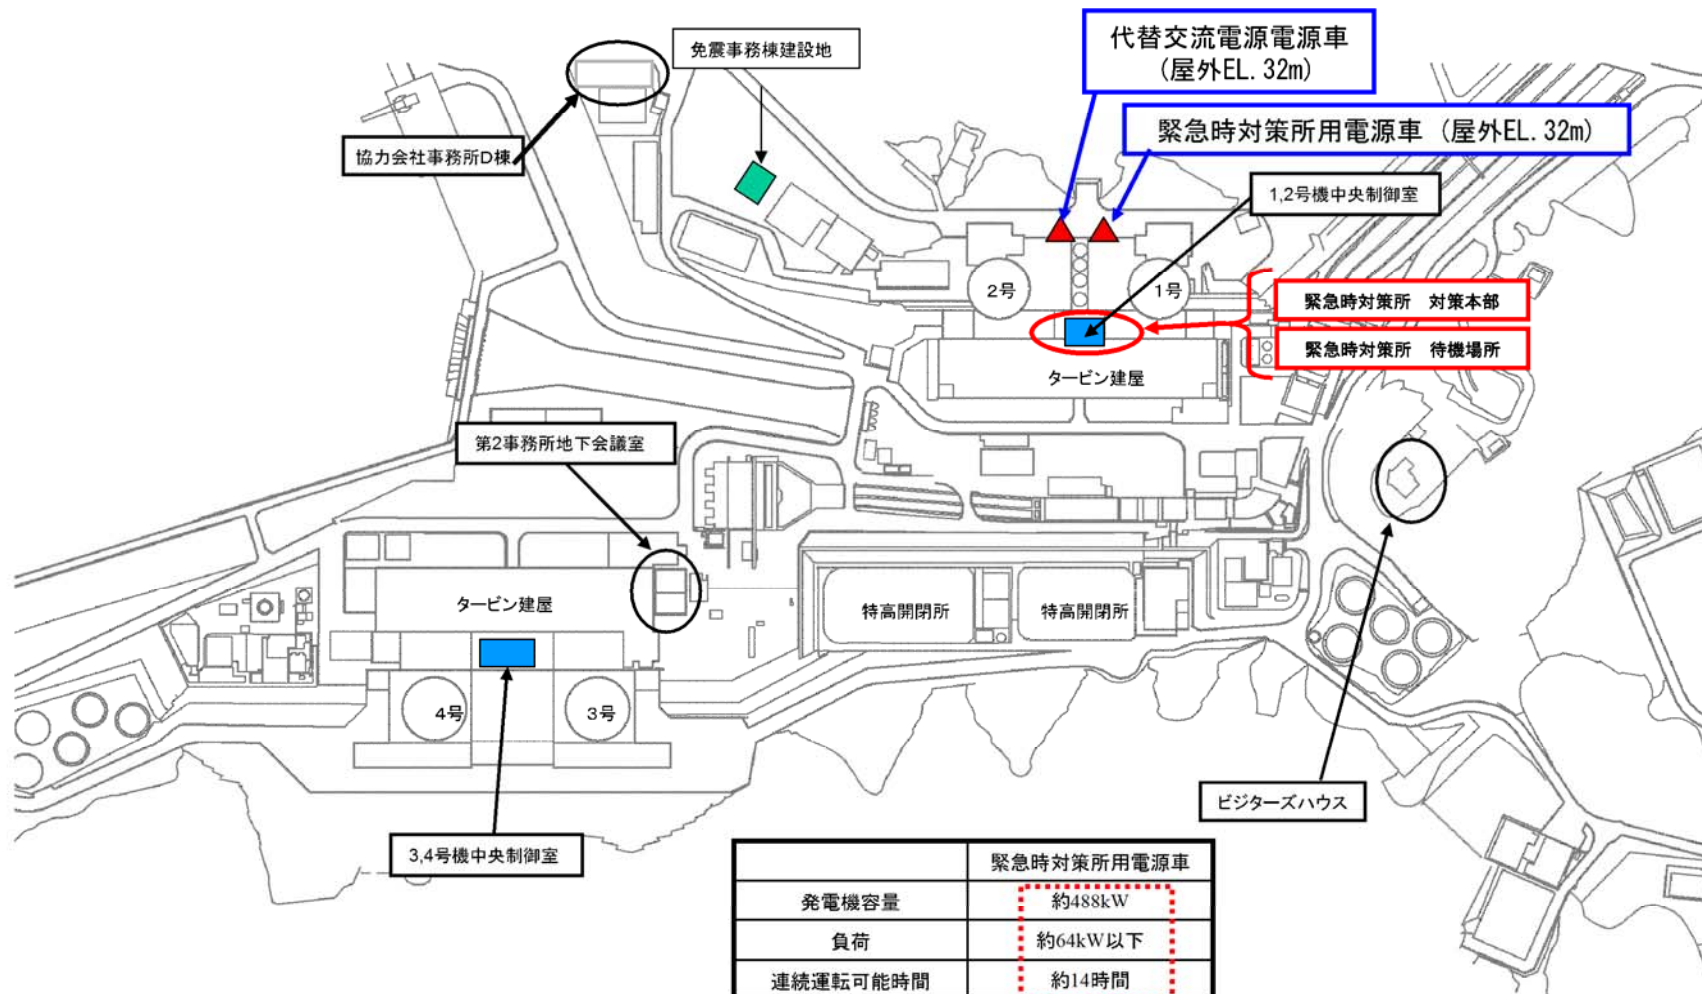 代替交流電源電源車
(屋外EL.32m)
免震事務棟建設地
緊急時対策所用電源車 (屋外EL.32m)
協力会社事務所D棟
1,2号機中央制御室
2号
1号
緊急時対策所 対策本部
緊急時対策所 待機場所
タービン建屋
第2事務所地下会議室
タービン建屋
特高開閉所
特高開閉所
4号
3号
ビジターズハウス
3,4号機中央制御室
緊急時対策所用電源車
発電機容量 約488kW
負荷 約64kW以下
連続運転可能時間 約14時間